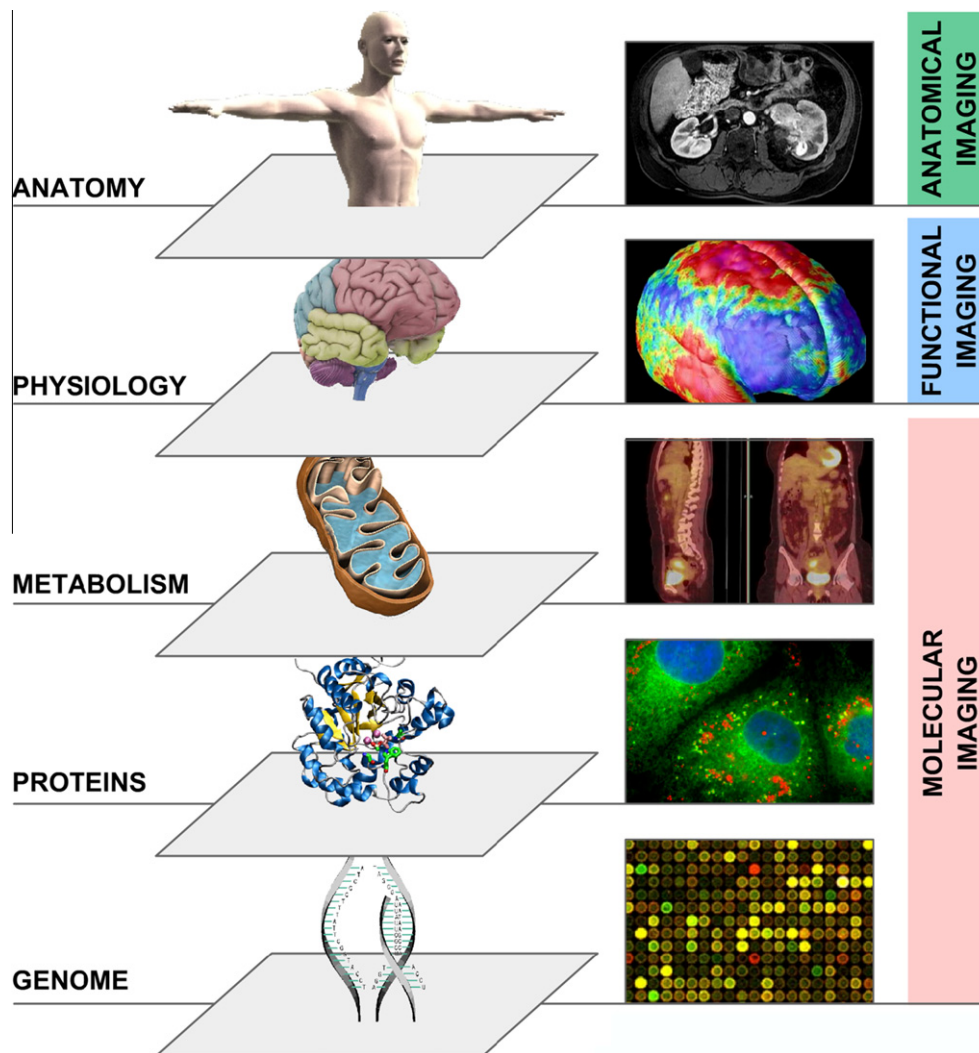 ANATOMY
ANATOMICAL
IMAGING
PHYSIOLOGY
FUNCTIONAL
IMAGING
METABOLISM
PROTEINS
GENOME
MOLECULAR
IMAGING